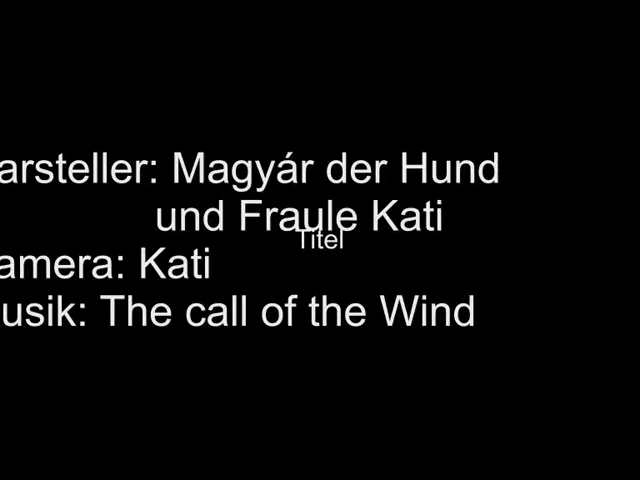 arsteller: Magyár der Hund
und Fraule Kati
Titel
amera: Kati
usik: The call of the Wind